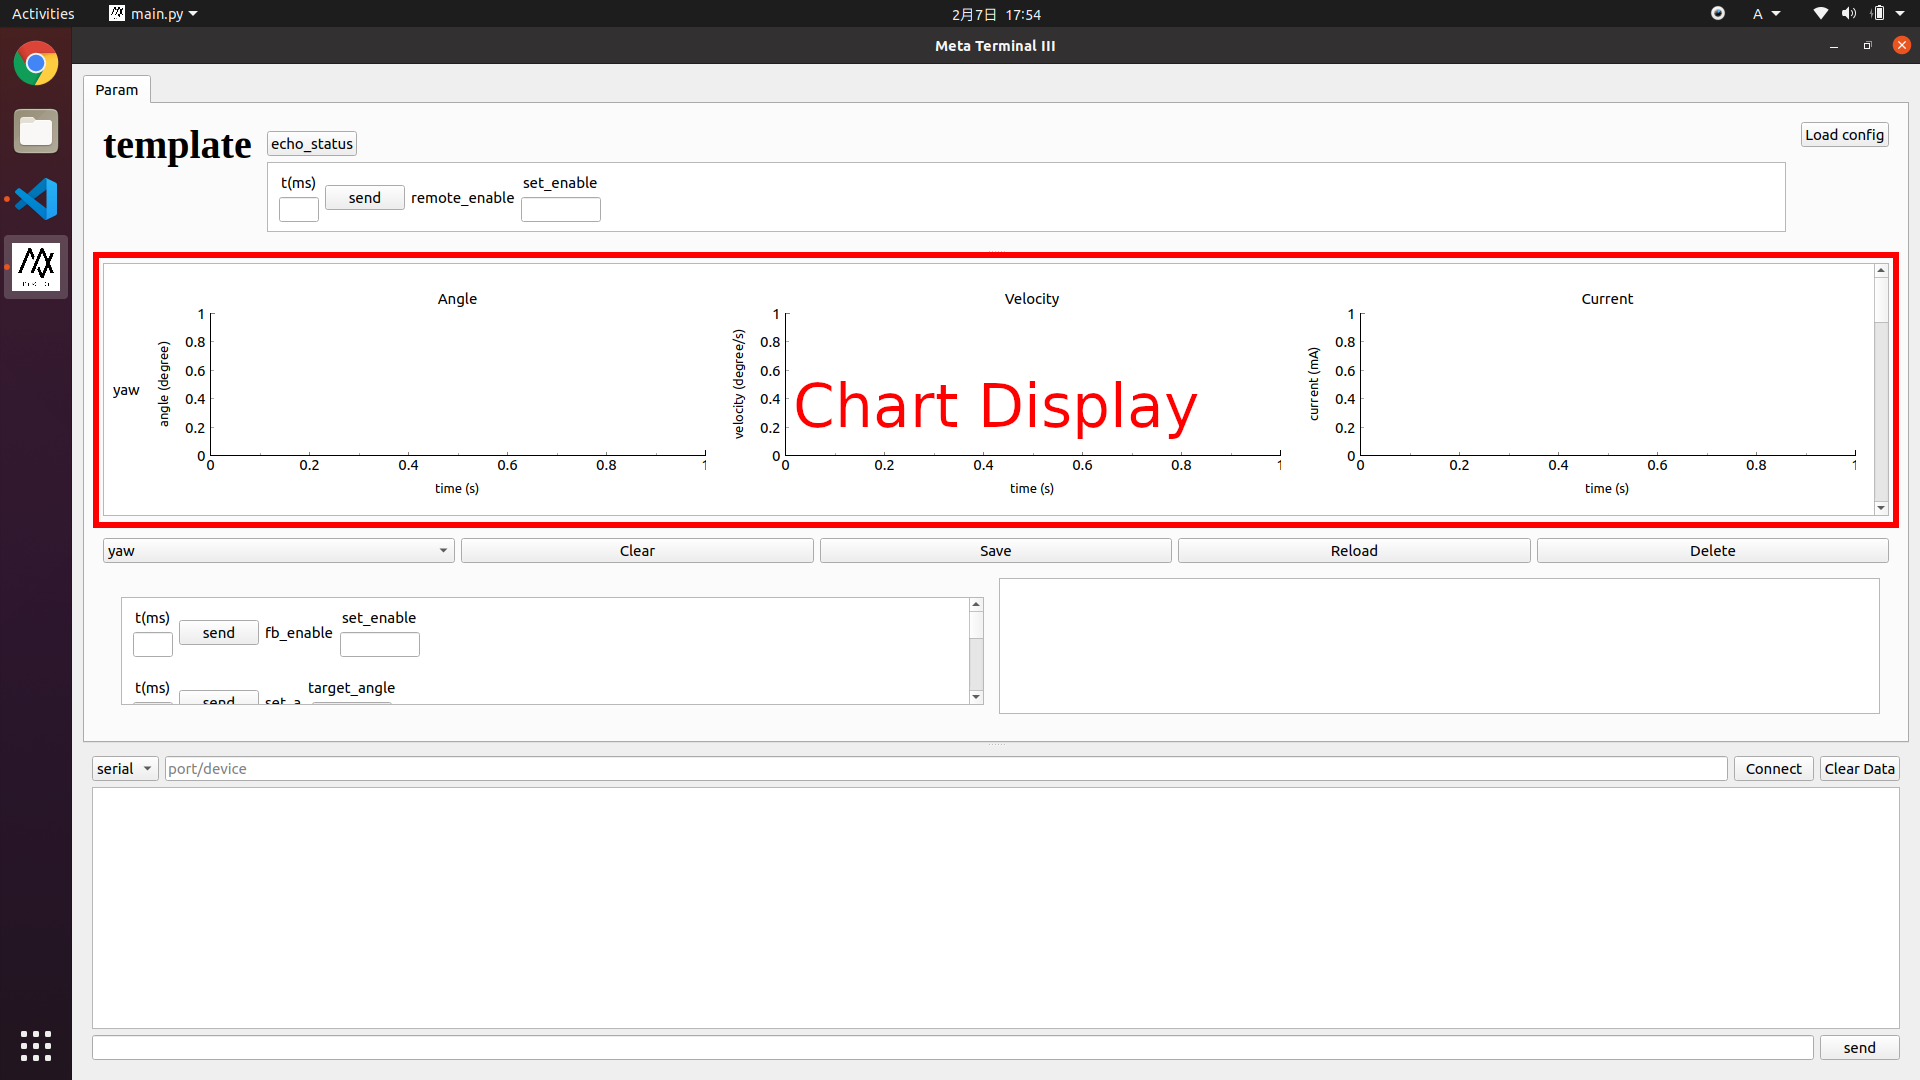 Activities main.py 2月7日 17:54 A
Meta Terminal III
Param
template echo_status Load config
t(ms) send remote_enable set_enable
Angle Velocity Current
yaw
angle (degree) 1 0.8 0.6 0.4 0.2 0
0 0.2 0.4 0.6 0.8 1
time (s)
velocity (degree/s) 1 0.8 0.6 0.4 0.2 0
0 0.2 0.4 0.6 0.8 1
time (s)
Chart Display
current (mA) 1 0.8 0.6 0.4 0.2 0
0 0.2 0.4 0.6 0.8 1
time (s)
yaw Clear Save Reload Delete
t(ms) send fb_enable set_enable
t(ms) send set_a target_angle
serial port/device Connect Clear Data
send